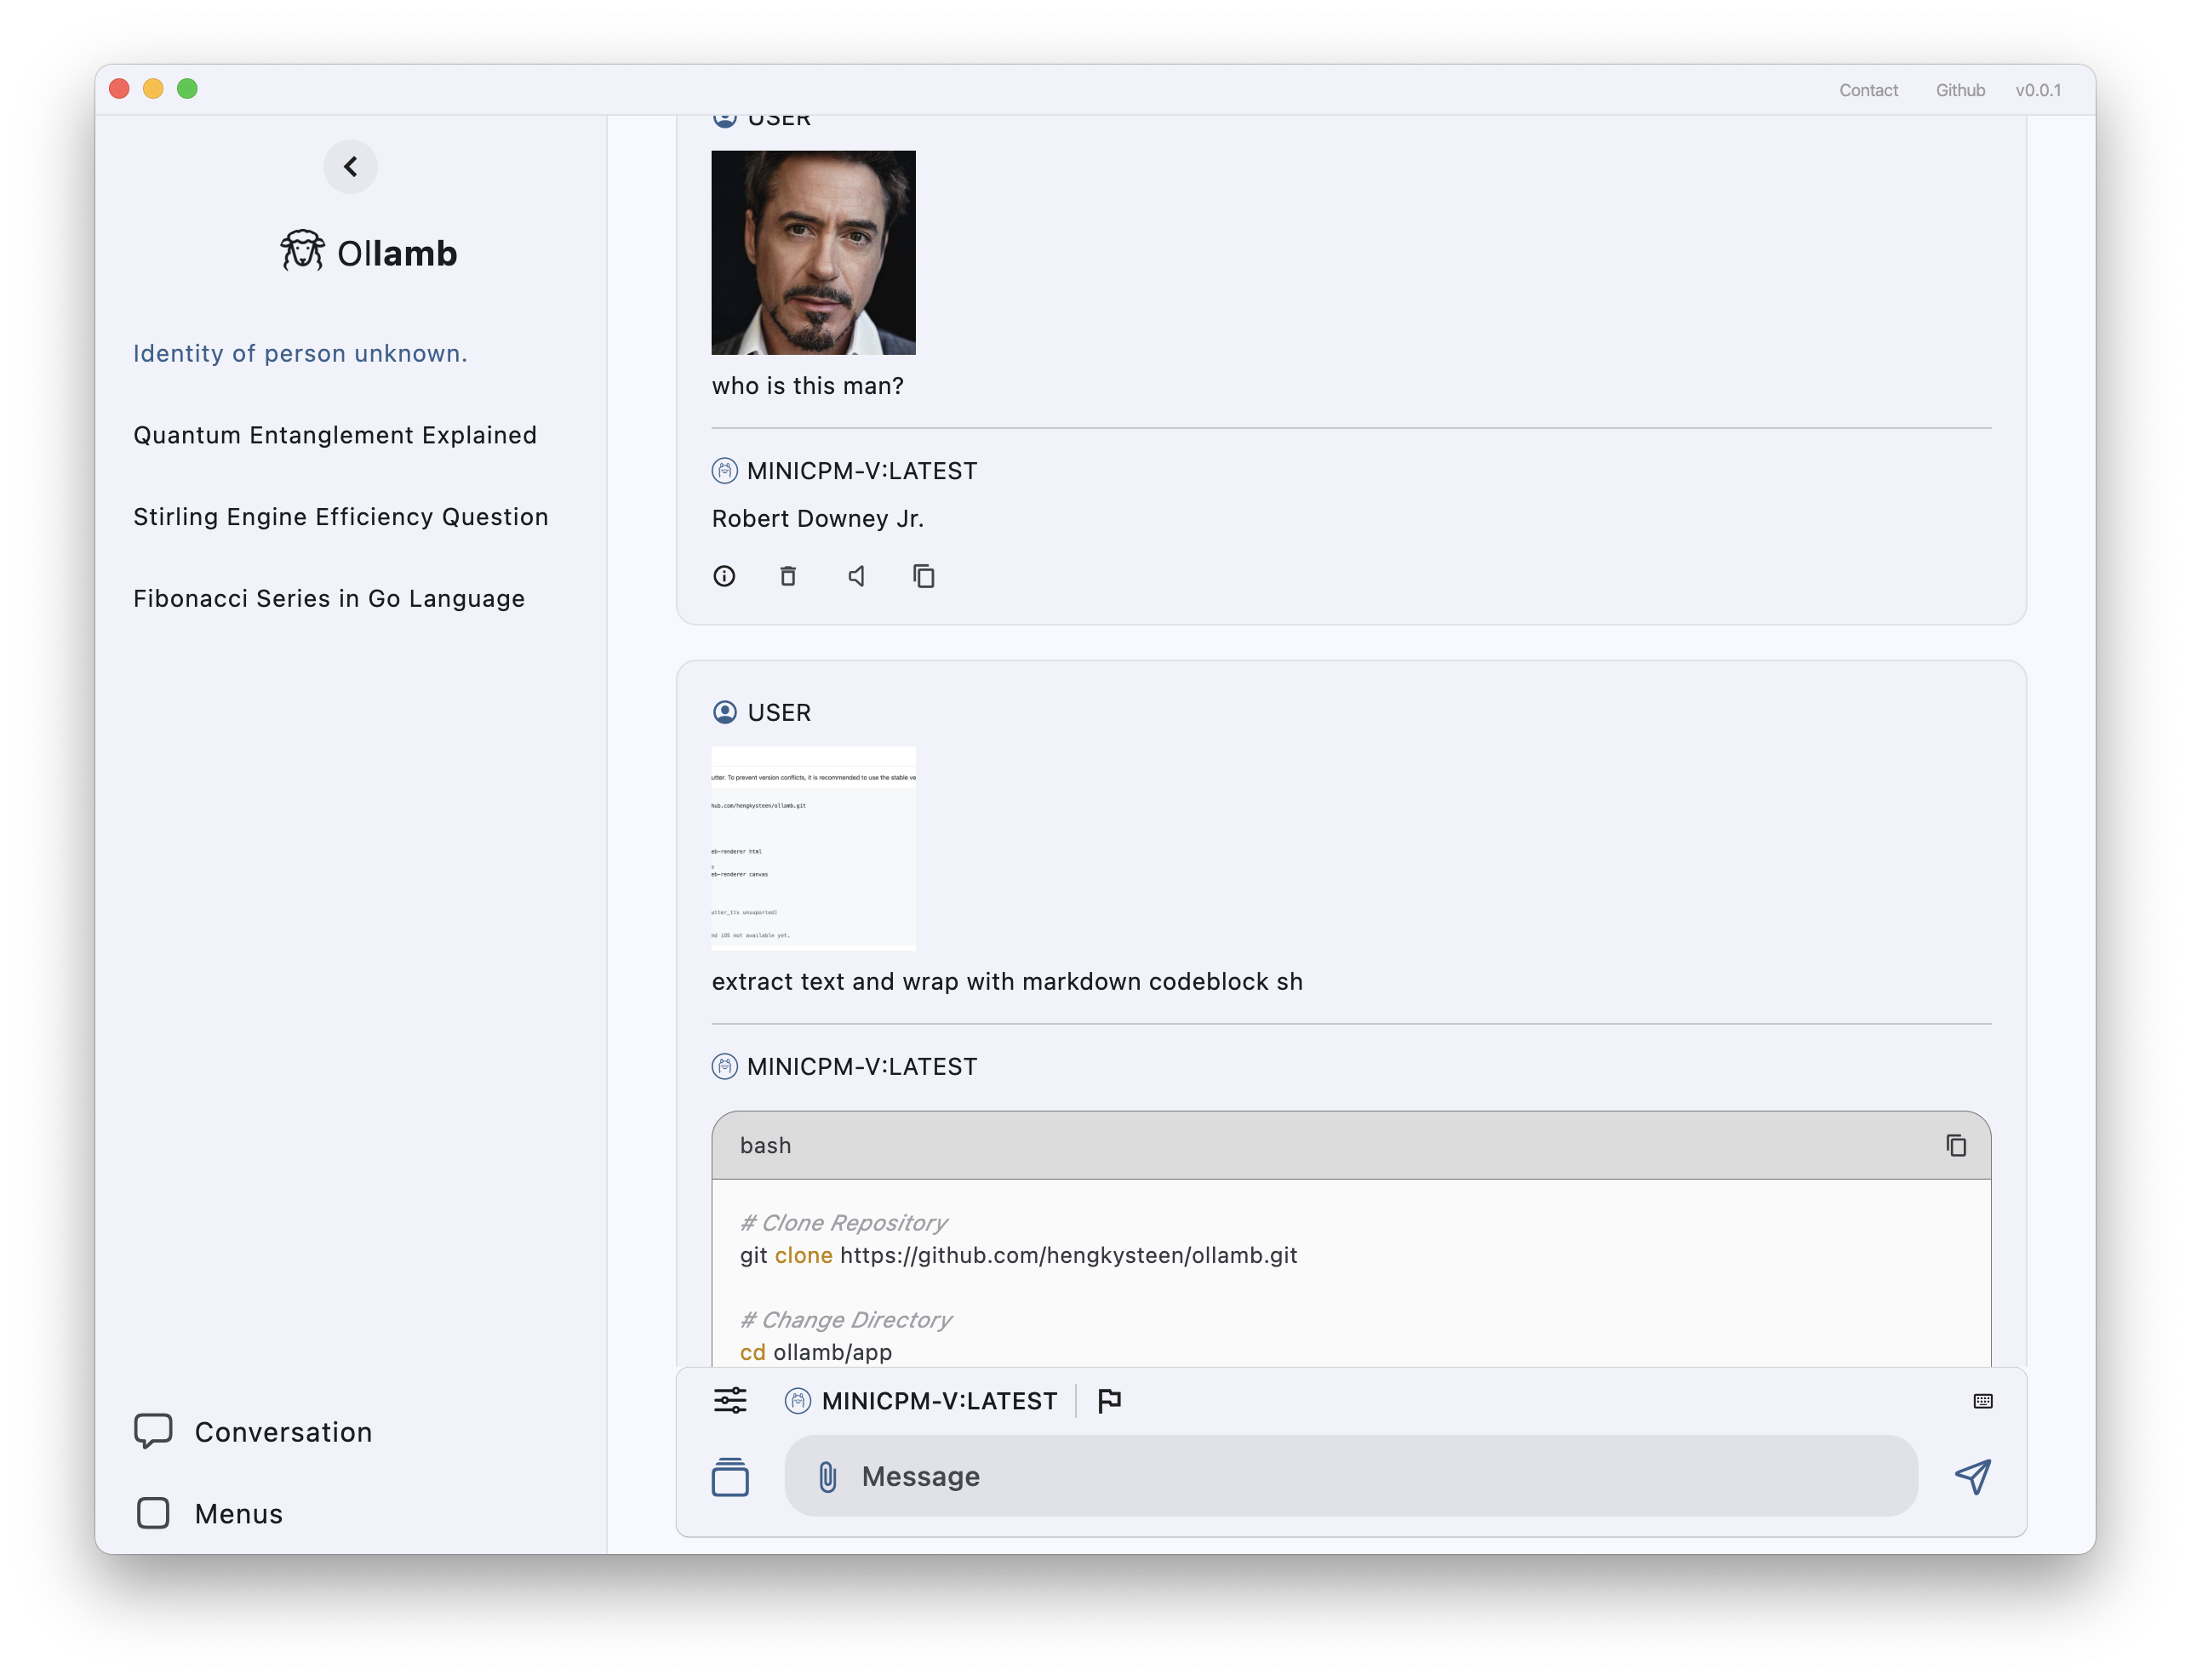 Contact Github v0.0.1
USER
Ollamb
Identity of person unknown.
Quantum Entanglement Explained
Stirling Engine Efficiency Question
Fibonacci Series in Go Language
Conversation
Menus
who is this man?
MINICPM-V:LATEST
Robert Downey Jr.
USER
utter. To prevent version conflicts, it is recommended to use the stable ve
hub.com/hengkysteen/ollamb.git
eb-renderer html
eb-renderer canvas
utter_tts unsuported)
nd iOS not available yet.
extract text and wrap with markdown codeblock sh
MINICPM-V:LATEST
bash
# Clone Repository
git clone https://github.com/hengkysteen/ollamb.git
# Change Directory
cd ollamb/app
MINICPM-V:LATEST
Message